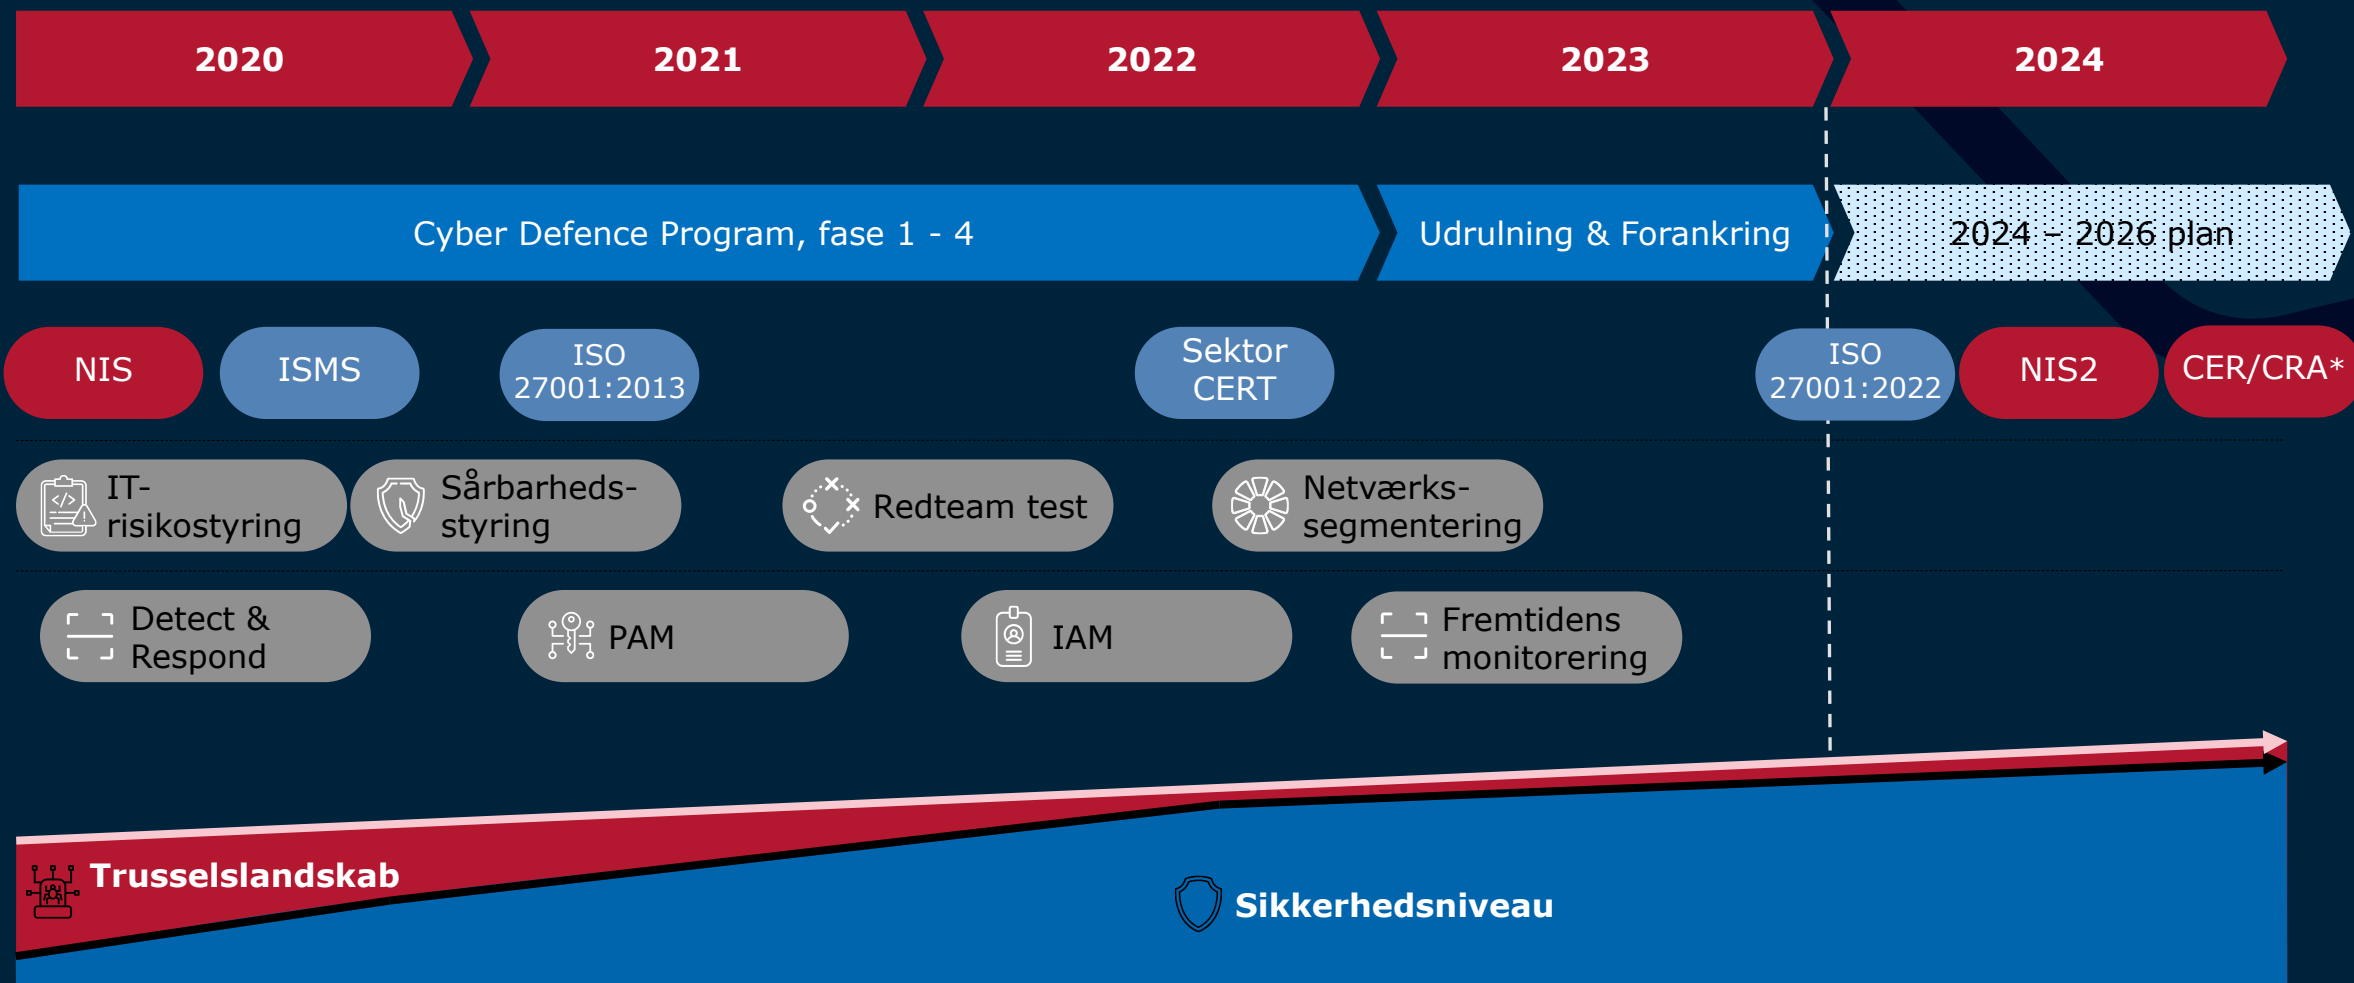 2020
2021
2022
2023
2024
Cyber Defence Program, fase 1 - 4
Udrulning & Forankring
2024 – 2026 plan
NIS
ISMS
ISO
27001:2013
Sektor
CERT
ISO
27001:2022
NIS2
CER/CRA*
IT-
risikostyring
Sårbarheds-
styring
Redteam test
Netværks-
segmentering
Detect &
Respond
PAM
IAM
Fremtidens
monitorering
Trusselslandskab
Sikkerhedsniveau